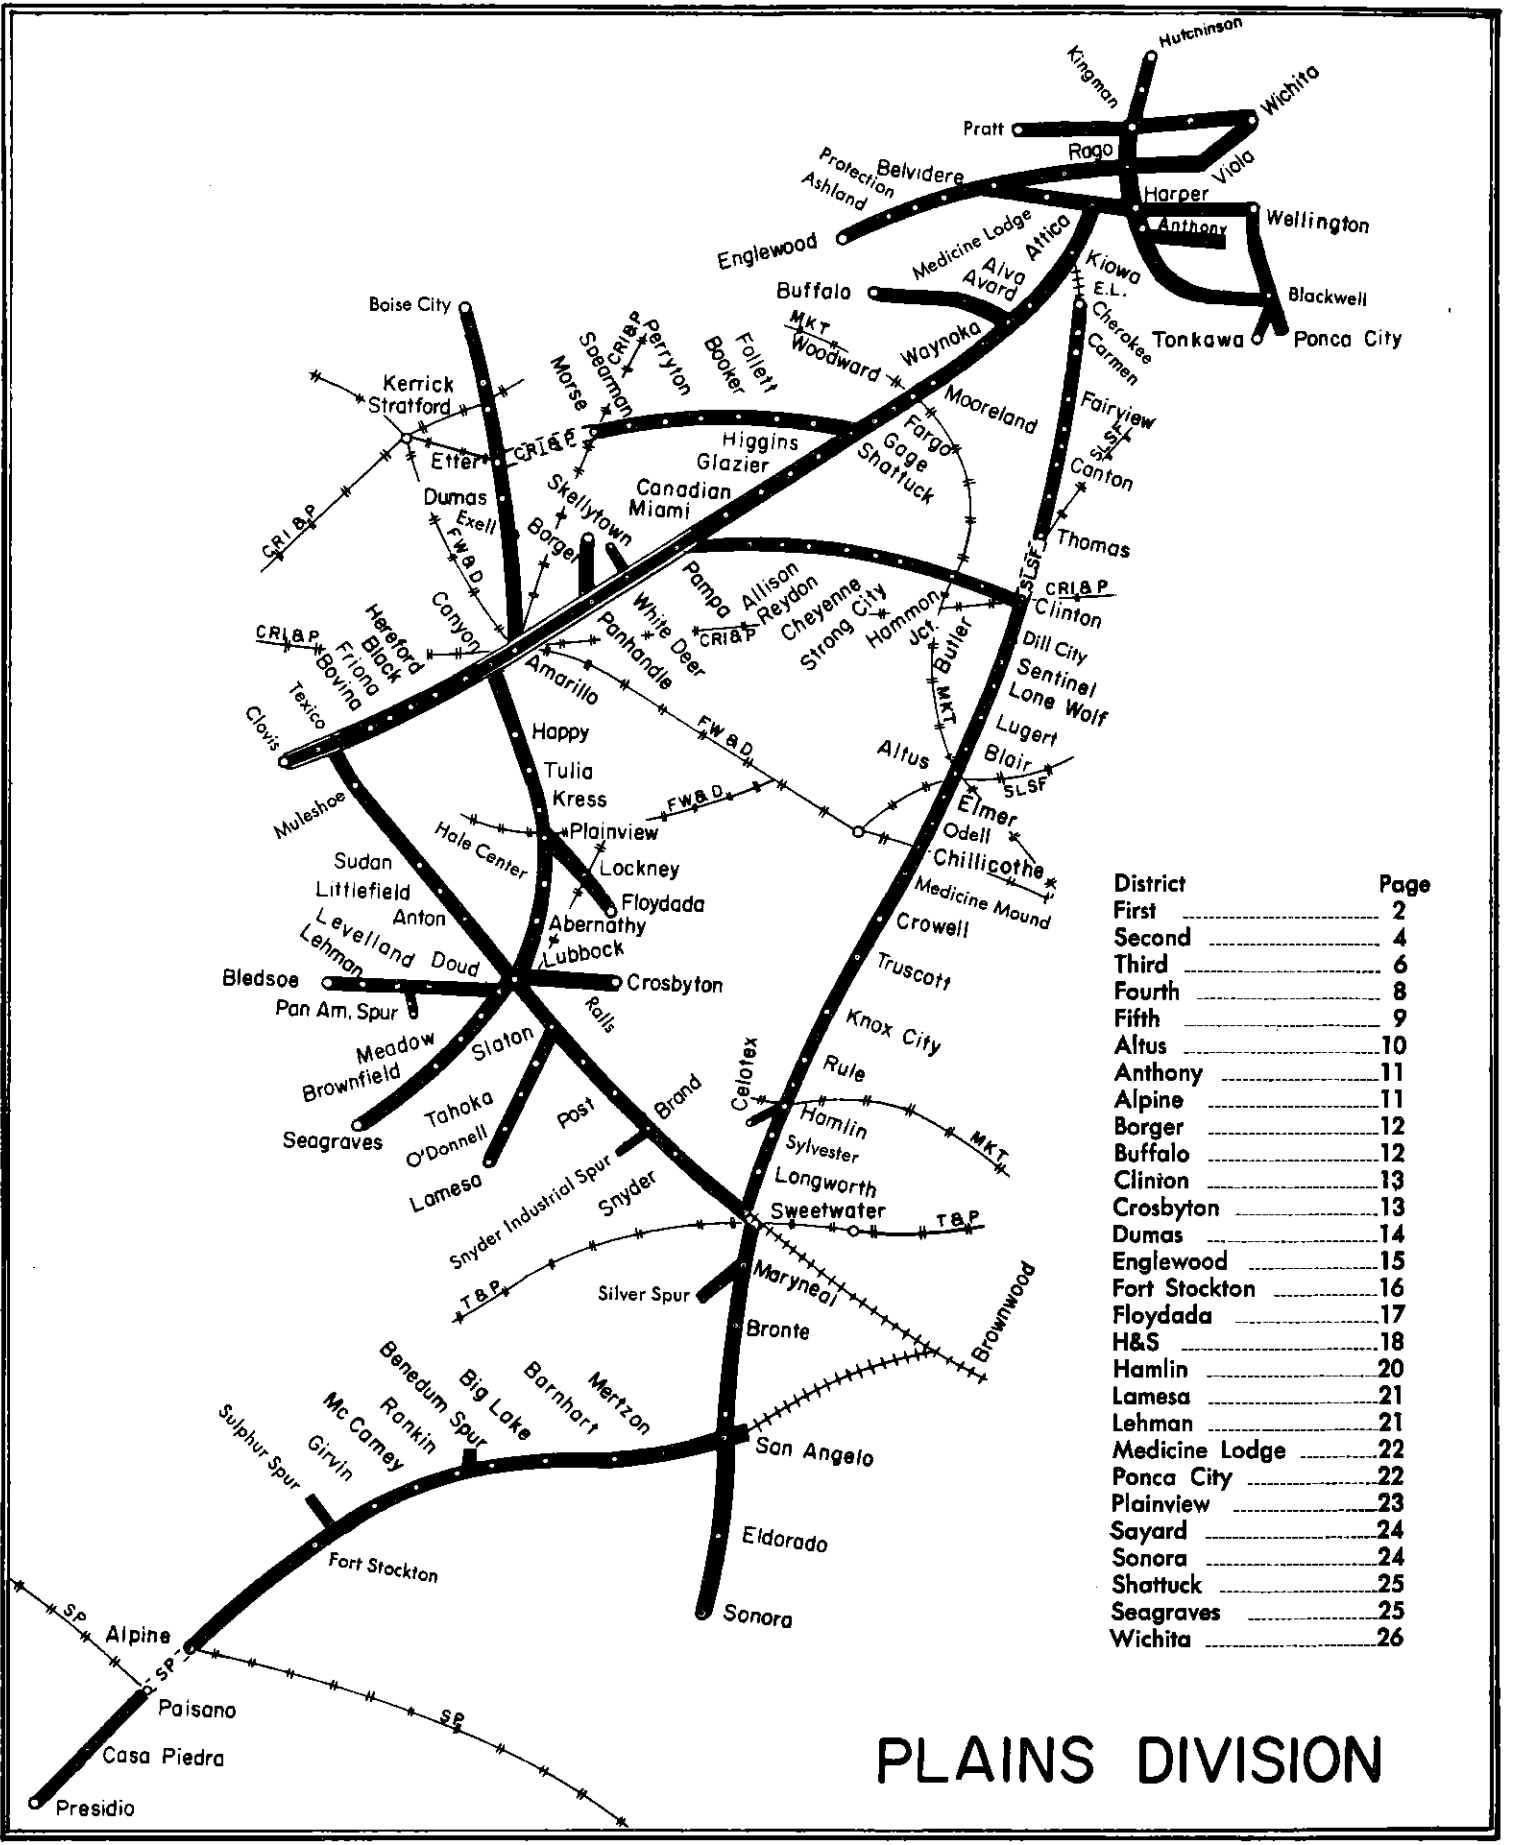 Hutchinson
Kingman
Wichita
Pratt
Rago
Viola
Protection
Belvidere
Ashland
Harper
Wellington
Anthony
Englewood
Medicine Lodge
Attica
Kiowa
Alva
Avard
E.L.
Buffalo
Blackwell
Cherokee
Tonkawa
Ponca City
Carmen
Boise City
CRI&P
MKT
Woodward
Waynoka
Perryton
Spearman
Morse
Booker
Follett
Kerrick
Stratford
Mooreland
Fairview
SLSF
Fargo
Gage
Shattuck
Higgins
Glazier
CRI&P
Etter
Canton
Canadian
Miami
Skellytown
Dumas
Exell
Borger
CRI&P
FW&D
Thomas
SLSF
CRI&P
Clinton
Pampa
Allison
Reydon
Cheyenne
Strong City
Hammon
Jct.
Butler
CRI&P
White Deer
Panhandle
Canyon
Hereford
Black
Friona
Bovina
CRI&P
Texico
Clovis
Amarillo
Dill City
Sentinel
Lone Wolf
Lugert
Blair
MKT
Altus
SLSF
FW&D
Happy
Tulia
Kress
FW&D
Plainview
Muleshoe
Hale Center
Elmer
Odell
Chillicothe
Medicine Mound
Sudan
Littlefield
Anton
Lockney
Floydada
Abernathy
Lubbock
Levelland
Lehman
Doud
Bledsoe
Crosbyton
Pan Am. Spur
Crowell
Truscott
Ralls
Slaton
Meadow
Brownfield
Knox City
Rule
Celotex
Tahoka
O'Donnell
Seagraves
Lamesa
Post
Brand
Hamlin
MKT
Sylvester
Longworth
Snyder Industrial Spur
Snyder
Sweetwater
T&P
T&P
Silver Spur
Maryneal
Bronte
Brownwood
Benedum Spur
Big Lake
Barnhart
Mertzon
Mc Camey
Rankin
Sulphur Spur
Girvin
San Angelo
Eldorado
Fort Stockton
Sonora
SP
Alpine
SP
Paisano
SP
Casa Piedra
Presidio
District Page
First 2
Second 4
Third 6
Fourth 8
Fifth 9
Altus 10
Anthony 11
Alpine 11
Borger 12
Buffalo 12
Clinton 13
Crosbyton 13
Dumas 14
Englewood 15
Fort Stockton 16
Floydada 17
H&S 18
Hamlin 20
Lamesa 21
Lehman 21
Medicine Lodge 22
Ponca City 22
Plainview 23
Sayard 24
Sonora 24
Shattuck 25
Seagraves 25
Wichita 26
PLAINS DIVISION